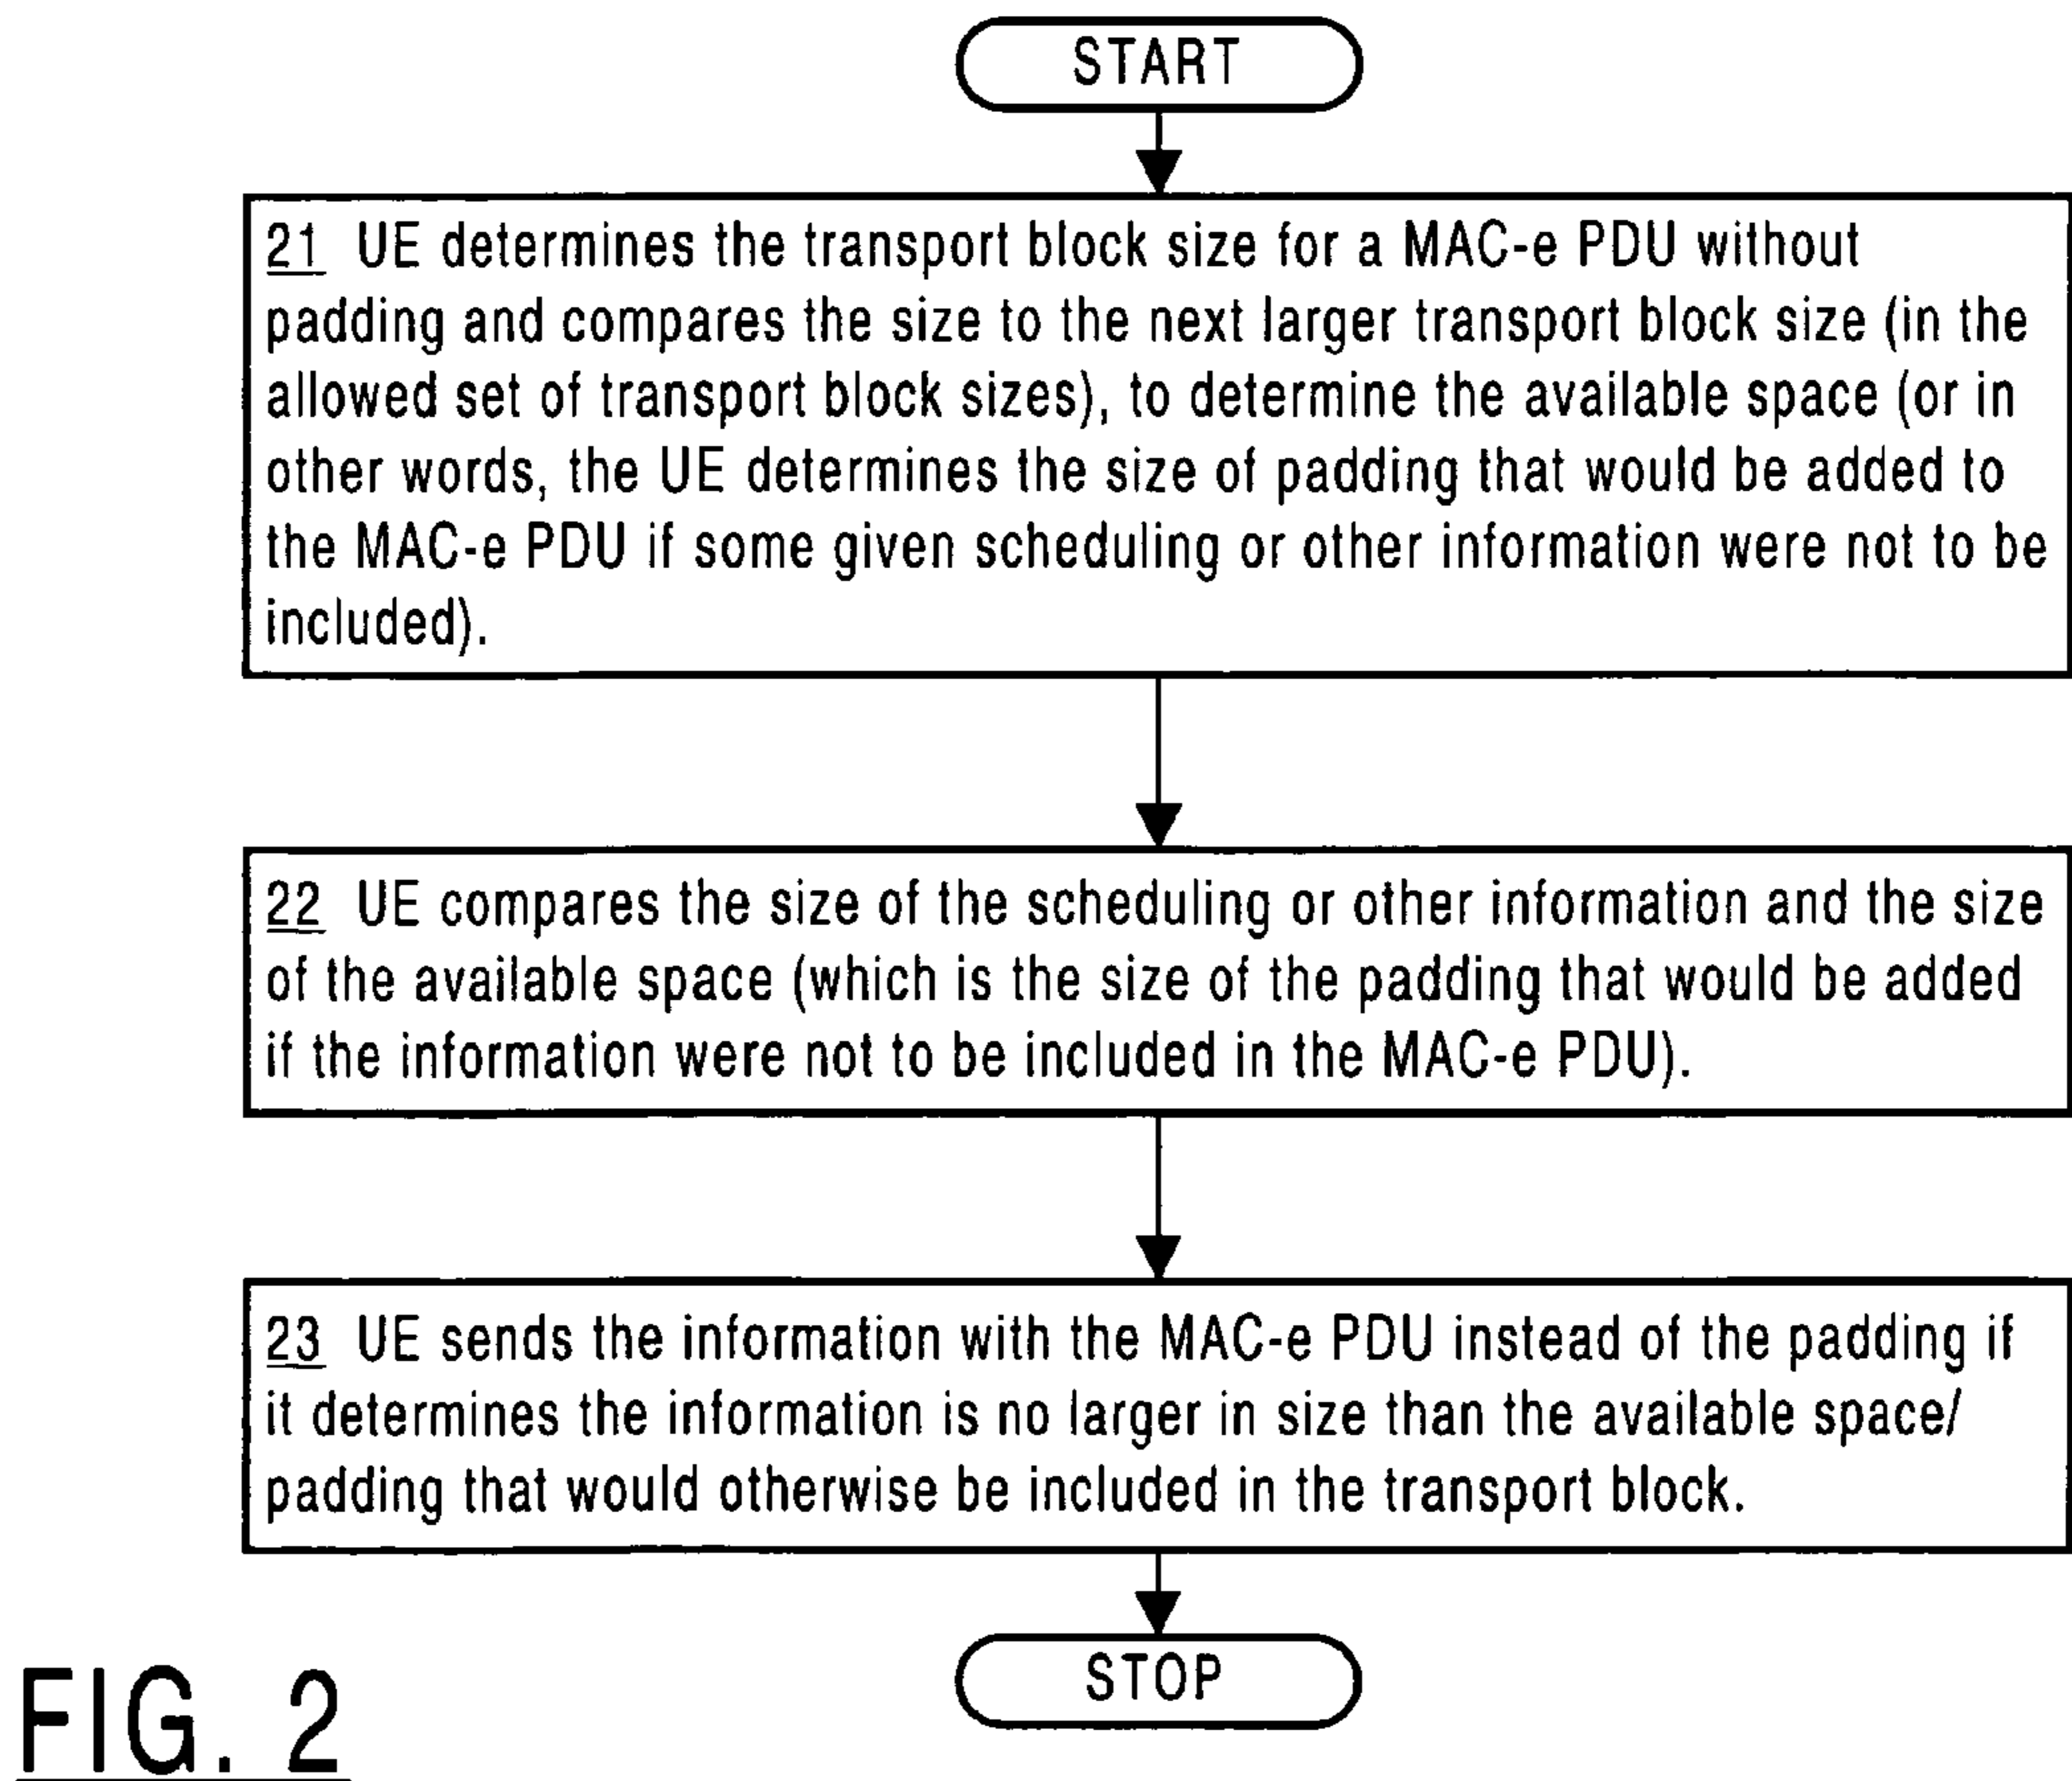 START
21 UE determines the transport block size for a MAC-e PDU without
padding and compares the size to the next larger transport block size (in the
allowed set of transport block sizes), to determine the available space (or in
other words, the UE determines the size of padding that would be added to
the MAC-e PDU if some given scheduling or other information were not to be
included).
22 UE compares the size of the scheduling or other information and the size
of the available space (which is the size of the padding that would be added
if the information were not to be included in the MAC-e PDU).
23 UE sends the information with the MAC-e PDU instead of the padding if
it determines the information is no larger in size than the available space/
padding that would otherwise be included in the transport block.
STOP
FIG. 2